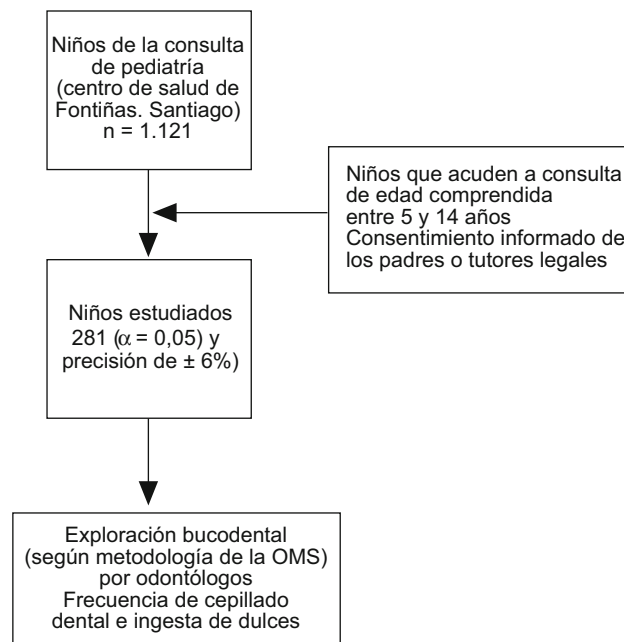 Niños de la consulta
de pediatría
(centro de salud de
Fontiñas. Santiago)
n = 1.121
Niños que acuden a consulta
de edad comprendida
entre 5 y 14 años
Consentimiento informado de
los padres o tutores legales
Niños estudiados
281 (α = 0,05) y
precisión de ± 6%)
Exploración bucodental
(según metodología de la OMS)
por odontólogos
Frecuencia de cepillado
dental e ingesta de dulces